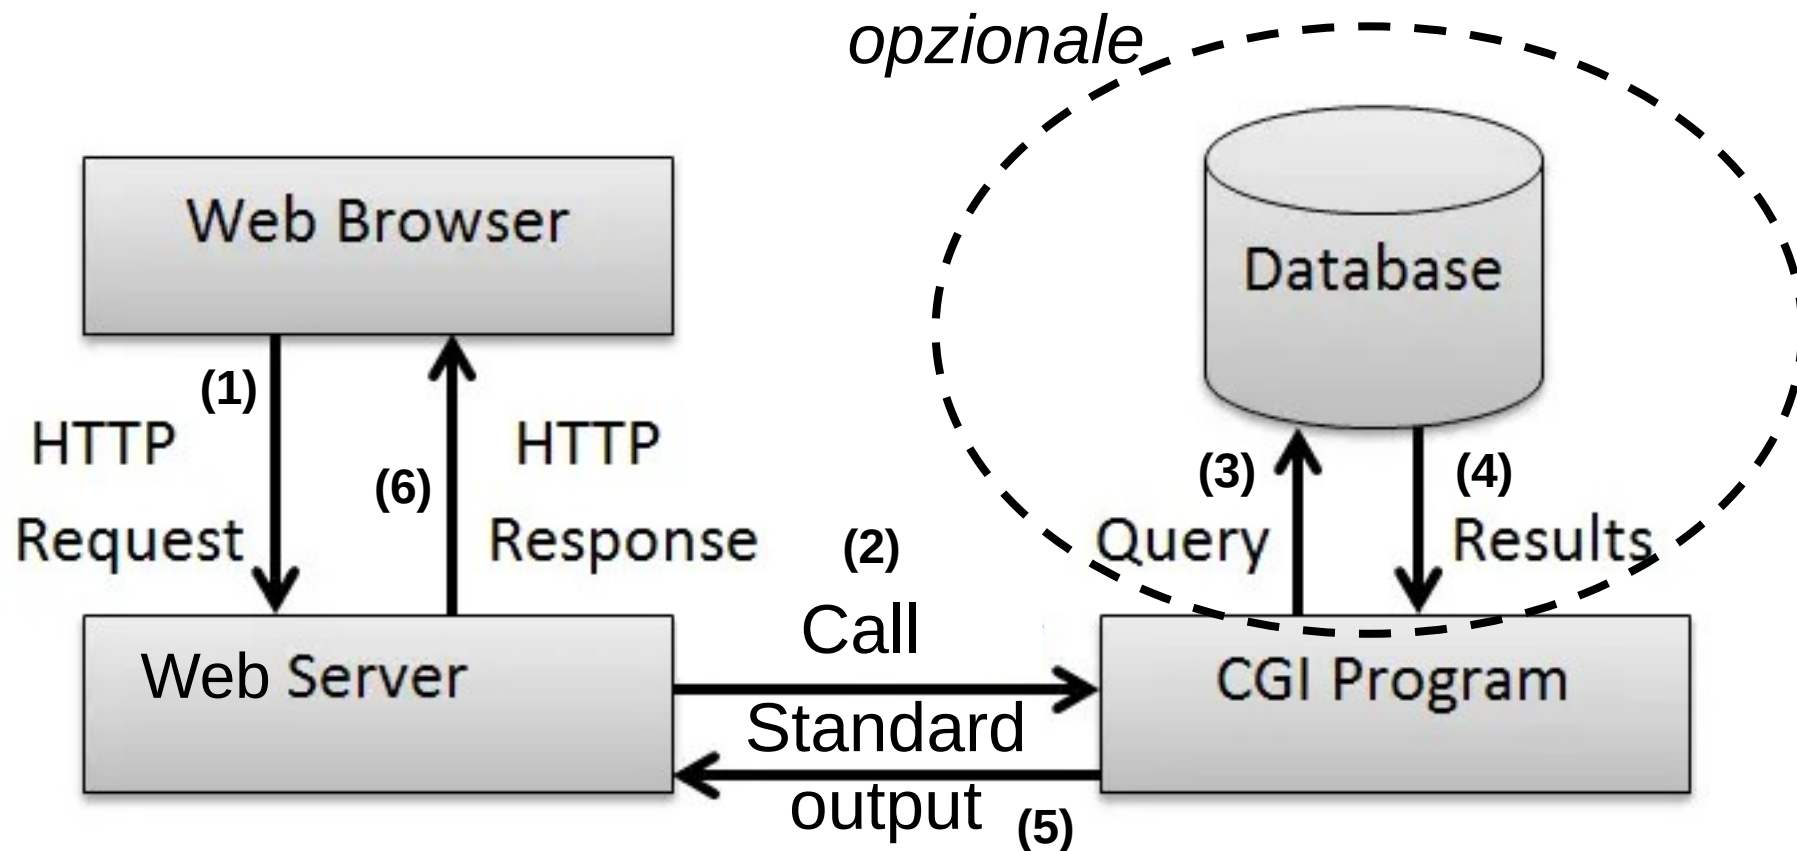 opzionale
Web Browser
Database
(1)
HTTP
Request
(6)
HTTP
Response
(2)
Call
(3)
Query
(4)
Results
Web Server
CGI Program
Standard
output
(5)